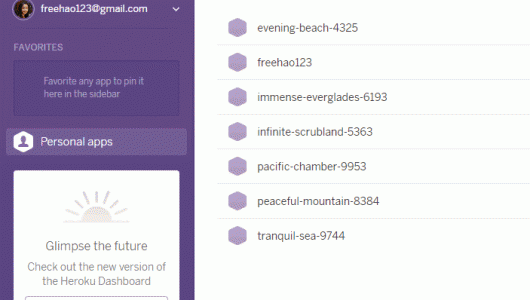 freehao123@gmail.com
FAVORITES
Favorite any app to pin it
here in the sidebar
Personal apps
Glimpse the future
Check out the new version of
the Heroku Dashboard
evening-beach-4325
freehao123
immense-everglades-6193
infinite-scrubland-5363
pacific-chamber-9953
peaceful-mountain-8384
tranquil-sea-9744